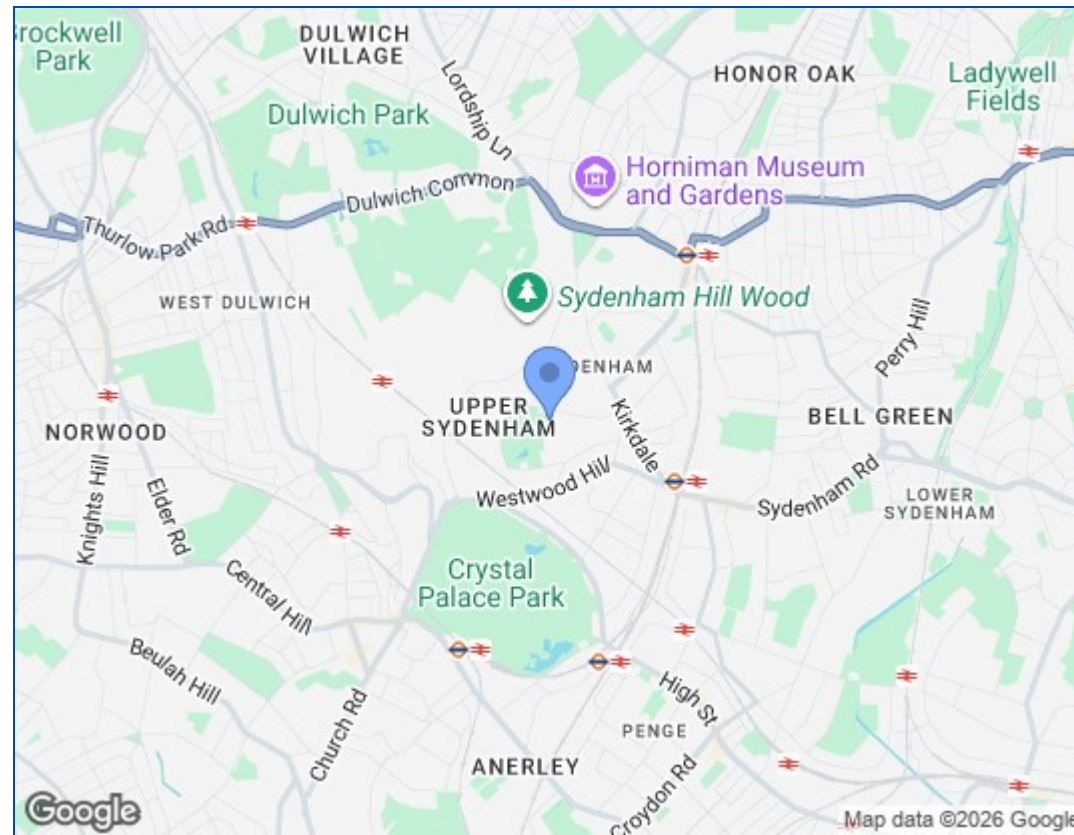 Brockwell
Park
DULWICH
VILLAGE
Lordship Ln
HONOR OAK
Ladywell
Fields
Dulwich Park
Horniman Museum
and Gardens
Dulwich Common
Thurlow Park Rd
WEST DULWICH
Sydenham Hill Wood
Perry Hill
DENHAM
UPPER
SYDENHAM
Kirkdale
BELL GREEN
NORWOOD
Knights Hill
Elder Rd
Westwood Hill
Sydenham Rd
LOWER
SYDENHAM
Crystal
Palace Park
Central Hill
Beulah Hill
Church Rd
High St
PENGE
ANERLEY
Croydon Rd
Google
Map data ©2026 Google